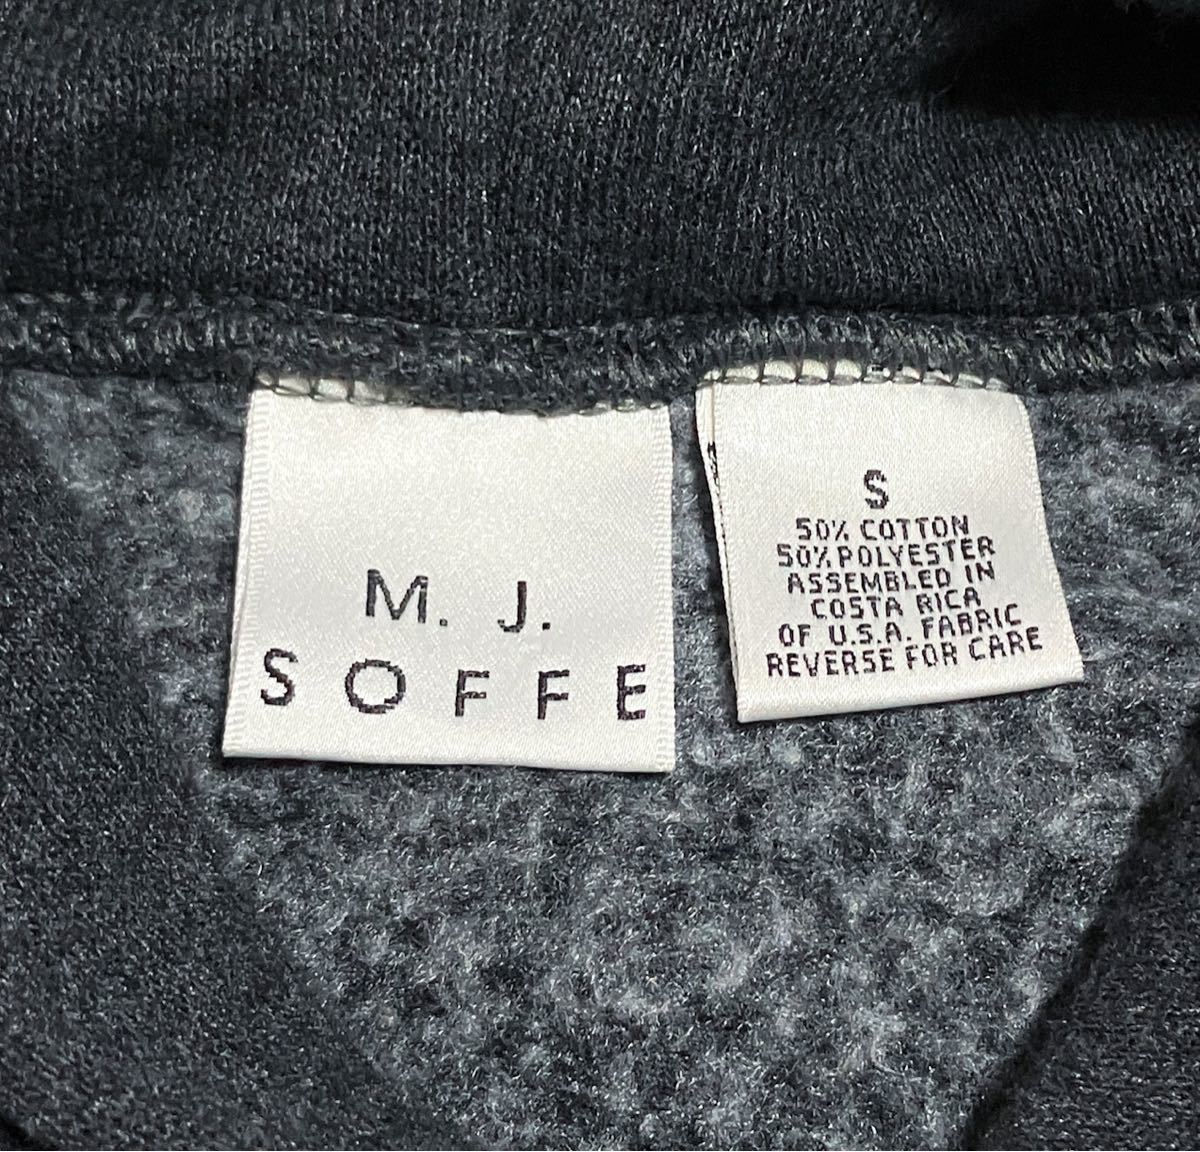 M. J.
SOFFE
S
50% COTTON
50% POLYESTER
ASSEMBLED IN
COSTA RICA
OF U.S.A. FABRIC
REVERSE FOR CARE